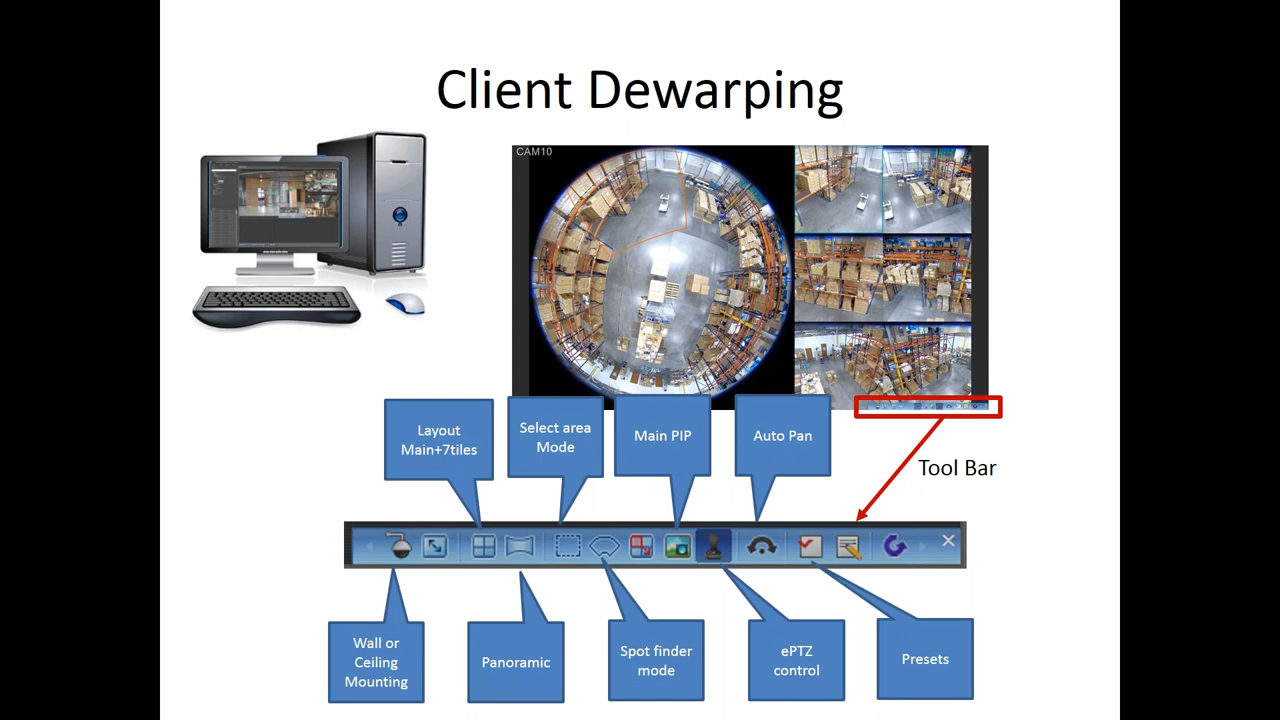 Client Dewarping
CAM10
Layout
Main+7tiles
Select area
Mode
Main PIP
Auto Pan
Tool Bar
Wall or
Ceiling
Mounting
Panoramic
Spot finder
mode
ePTZ
control
Presets